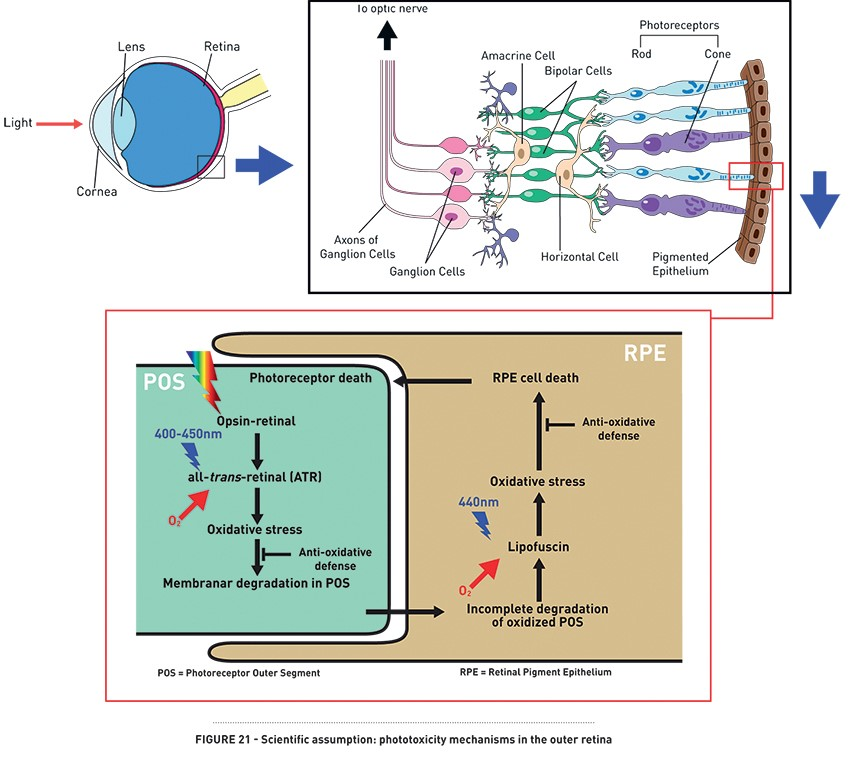 Lens
Retina
Light
Cornea
To optic nerve
Photoreceptors
Rod
Cone
Amacrine Cell
Bipolar Cells
Axons of
Ganglion Cells
Ganglion Cells
Horizontal Cell
Pigmented
Epithelium
POS
RPE
Photoreceptor death
RPE cell death
Opsin-retinal
400-450nm
all-trans-retinal (ATR)
O₂
Oxidative stress
Anti-oxidative
defense
Membranar degradation in POS
Anti-oxidative
defense
Oxidative stress
440nm
Lipofuscin
O₂
Incomplete degradation
of oxidized POS
POS = Photoreceptor Outer Segment
RPE = Retinal Pigment Epithelium
FIGURE 21 - Scientific assumption: phototoxicity mechanisms in the outer retina